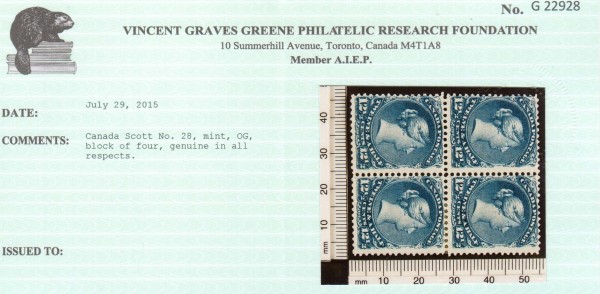 No. G 22928
VINCENT GRAVES GREENE PHILATELIC RESEARCH FOUNDATION
10 Summerhill Avenue, Toronto, Canada M4T1A8
Member A.I.E.P.
DATE: July 29, 2015
COMMENTS: Canada Scott No. 28, mint, OG,
block of four, genuine in all
respects.
ISSUED TO:
40
30
20
10
mm
mm 10 20 30 40 50